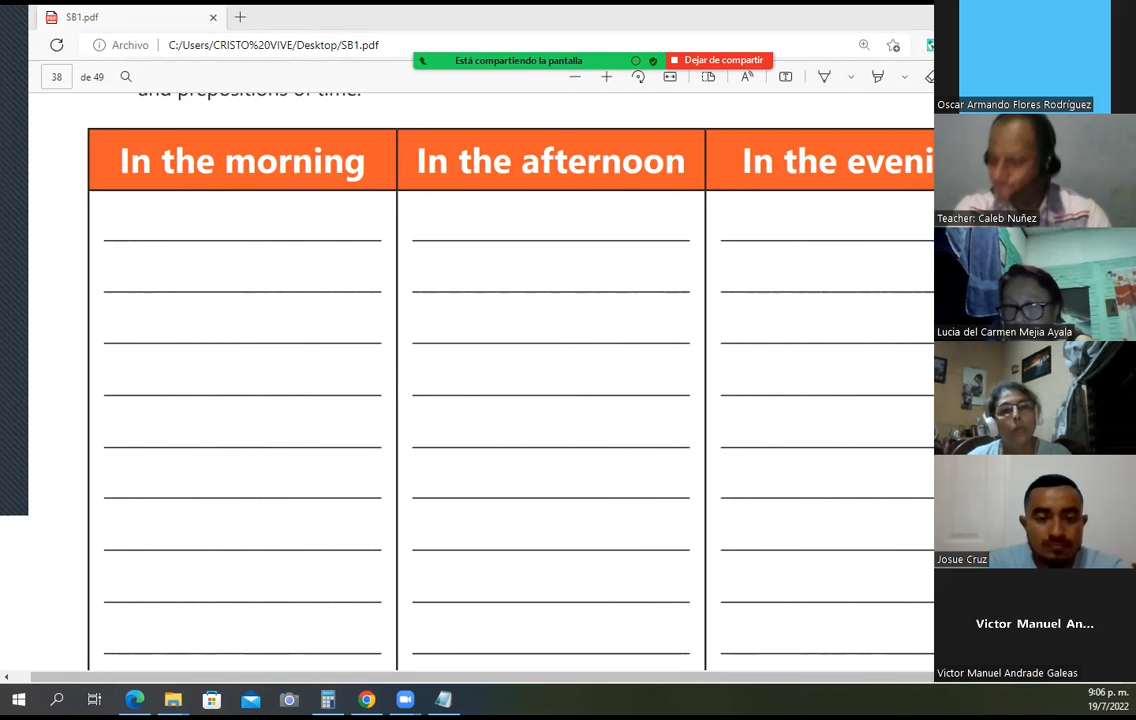 SB1.pdf
Archivo
C:/Users/CRISTO%20VIVE/Desktop/SB1.pdf
Está compartiendo la pantalla
Dejar de compartir
38
de 49
and prepositions of time.
In the morning
In the afternoon
In the eveni
Oscar Armando Flores Rodríguez
Teacher: Caleb Nuñez
Lucia del Carmen Mejia Ayala
Josue Cruz
Victor Manuel An...
Victor Manuel Andrade Galeas
9:06 p. m.
19/7/2022